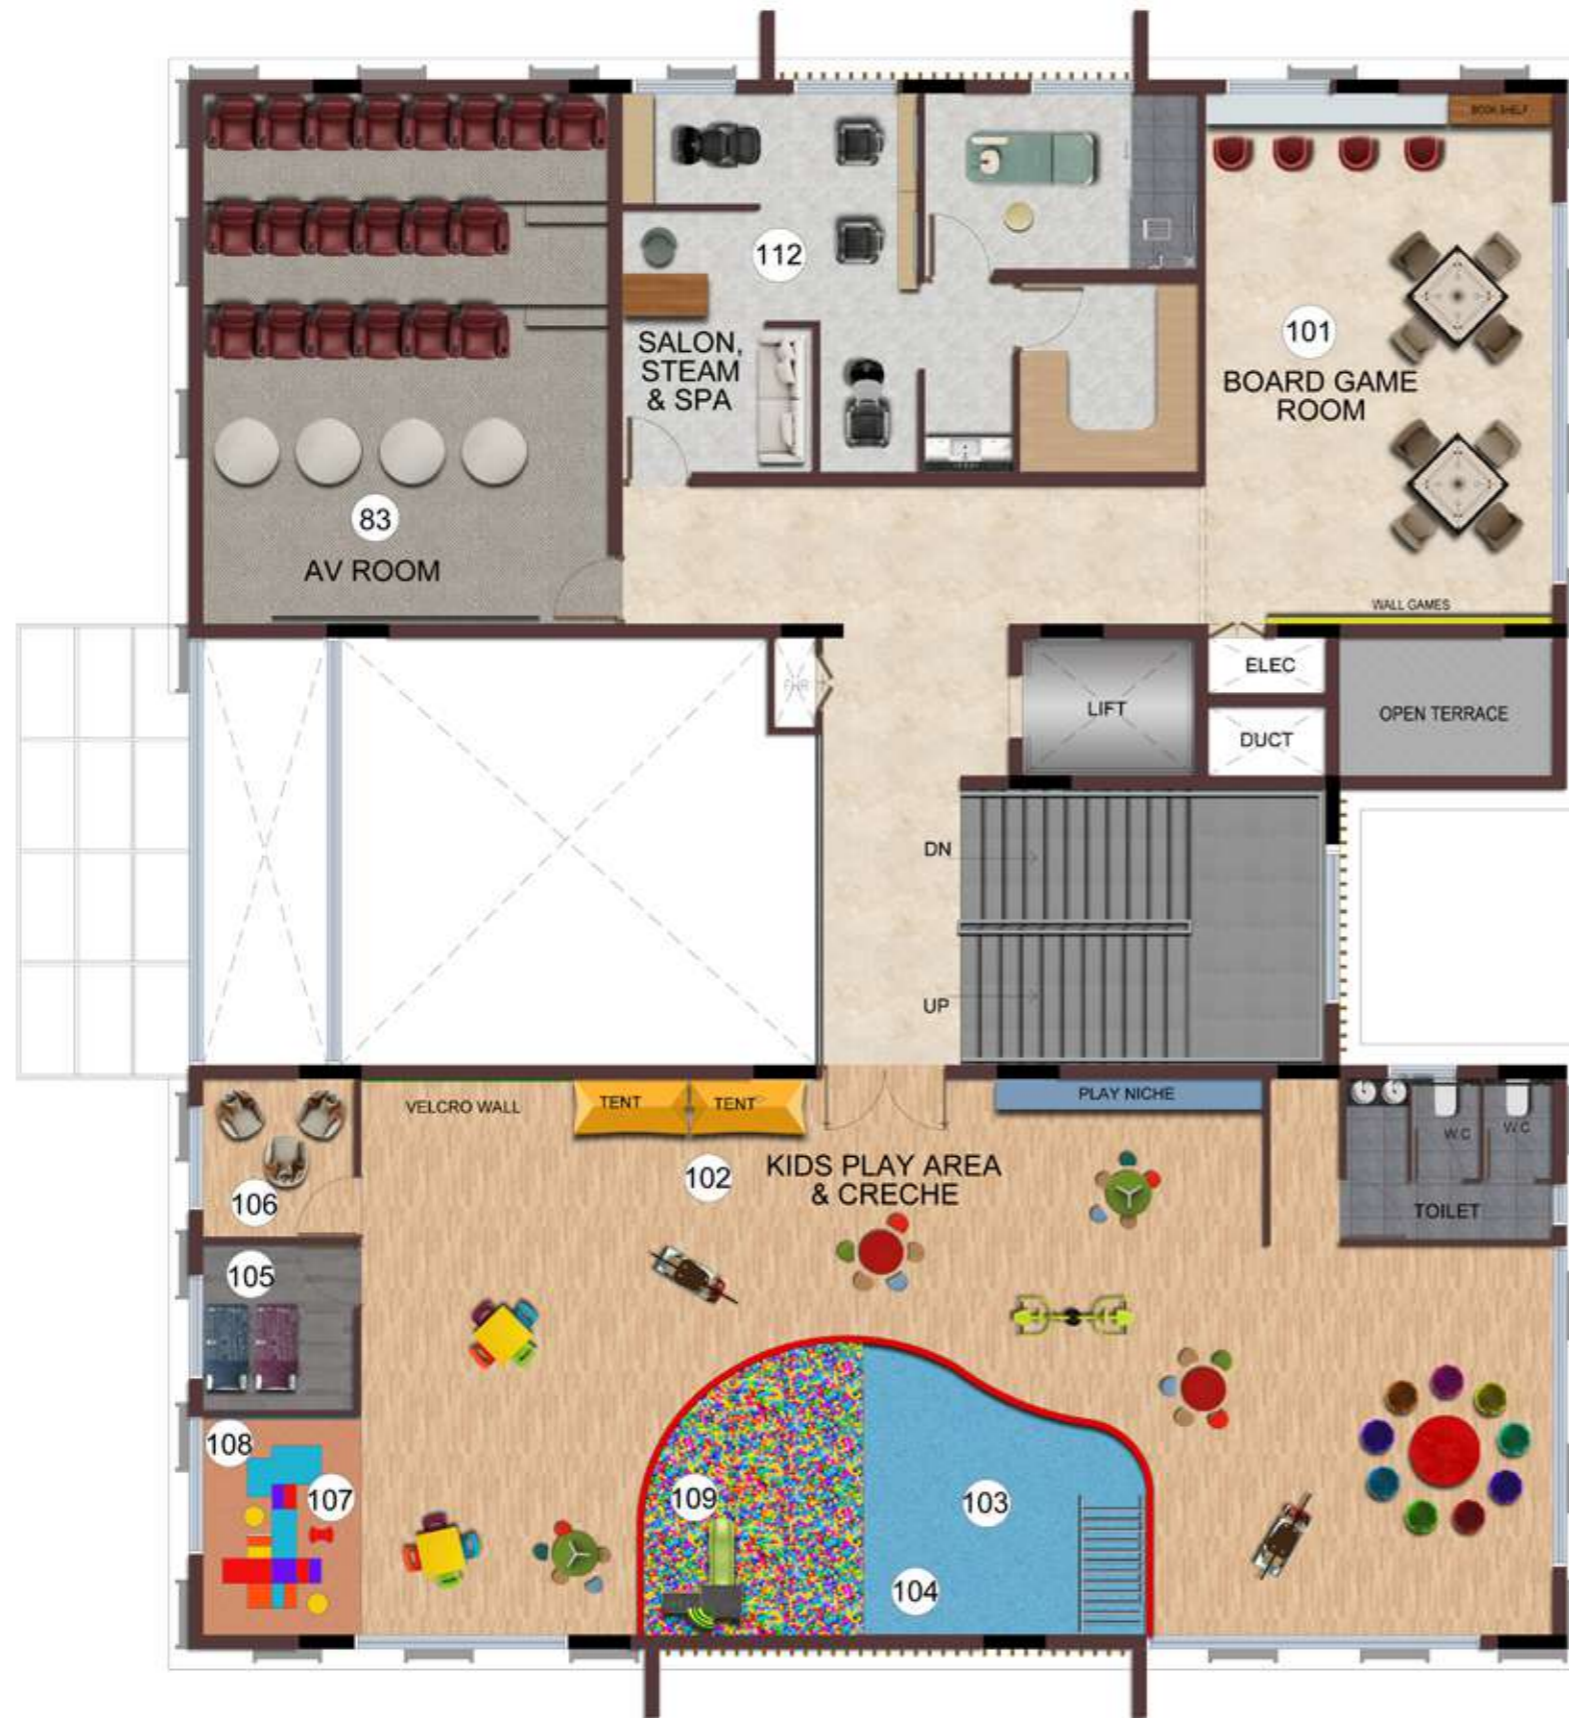 BOOK SHELF
112
SALON,
STEAM
& SPA
101
BOARD GAME
ROOM
83
AV ROOM
WALL GAMES
ELEC
LIFT
DUCT
OPEN TERRACE
DN
UP
VELCRO WALL
TENT
TENT
PLAY NICHE
W.C
W.C
102
KIDS PLAY AREA
& CRECHE
106
TOILET
105
108
107
109
103
104